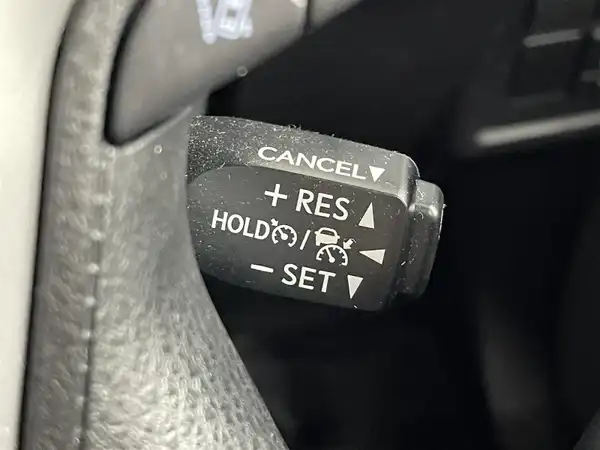 CANCEL▼
+ RES ▲
HOLD / ◀
− SET ▼